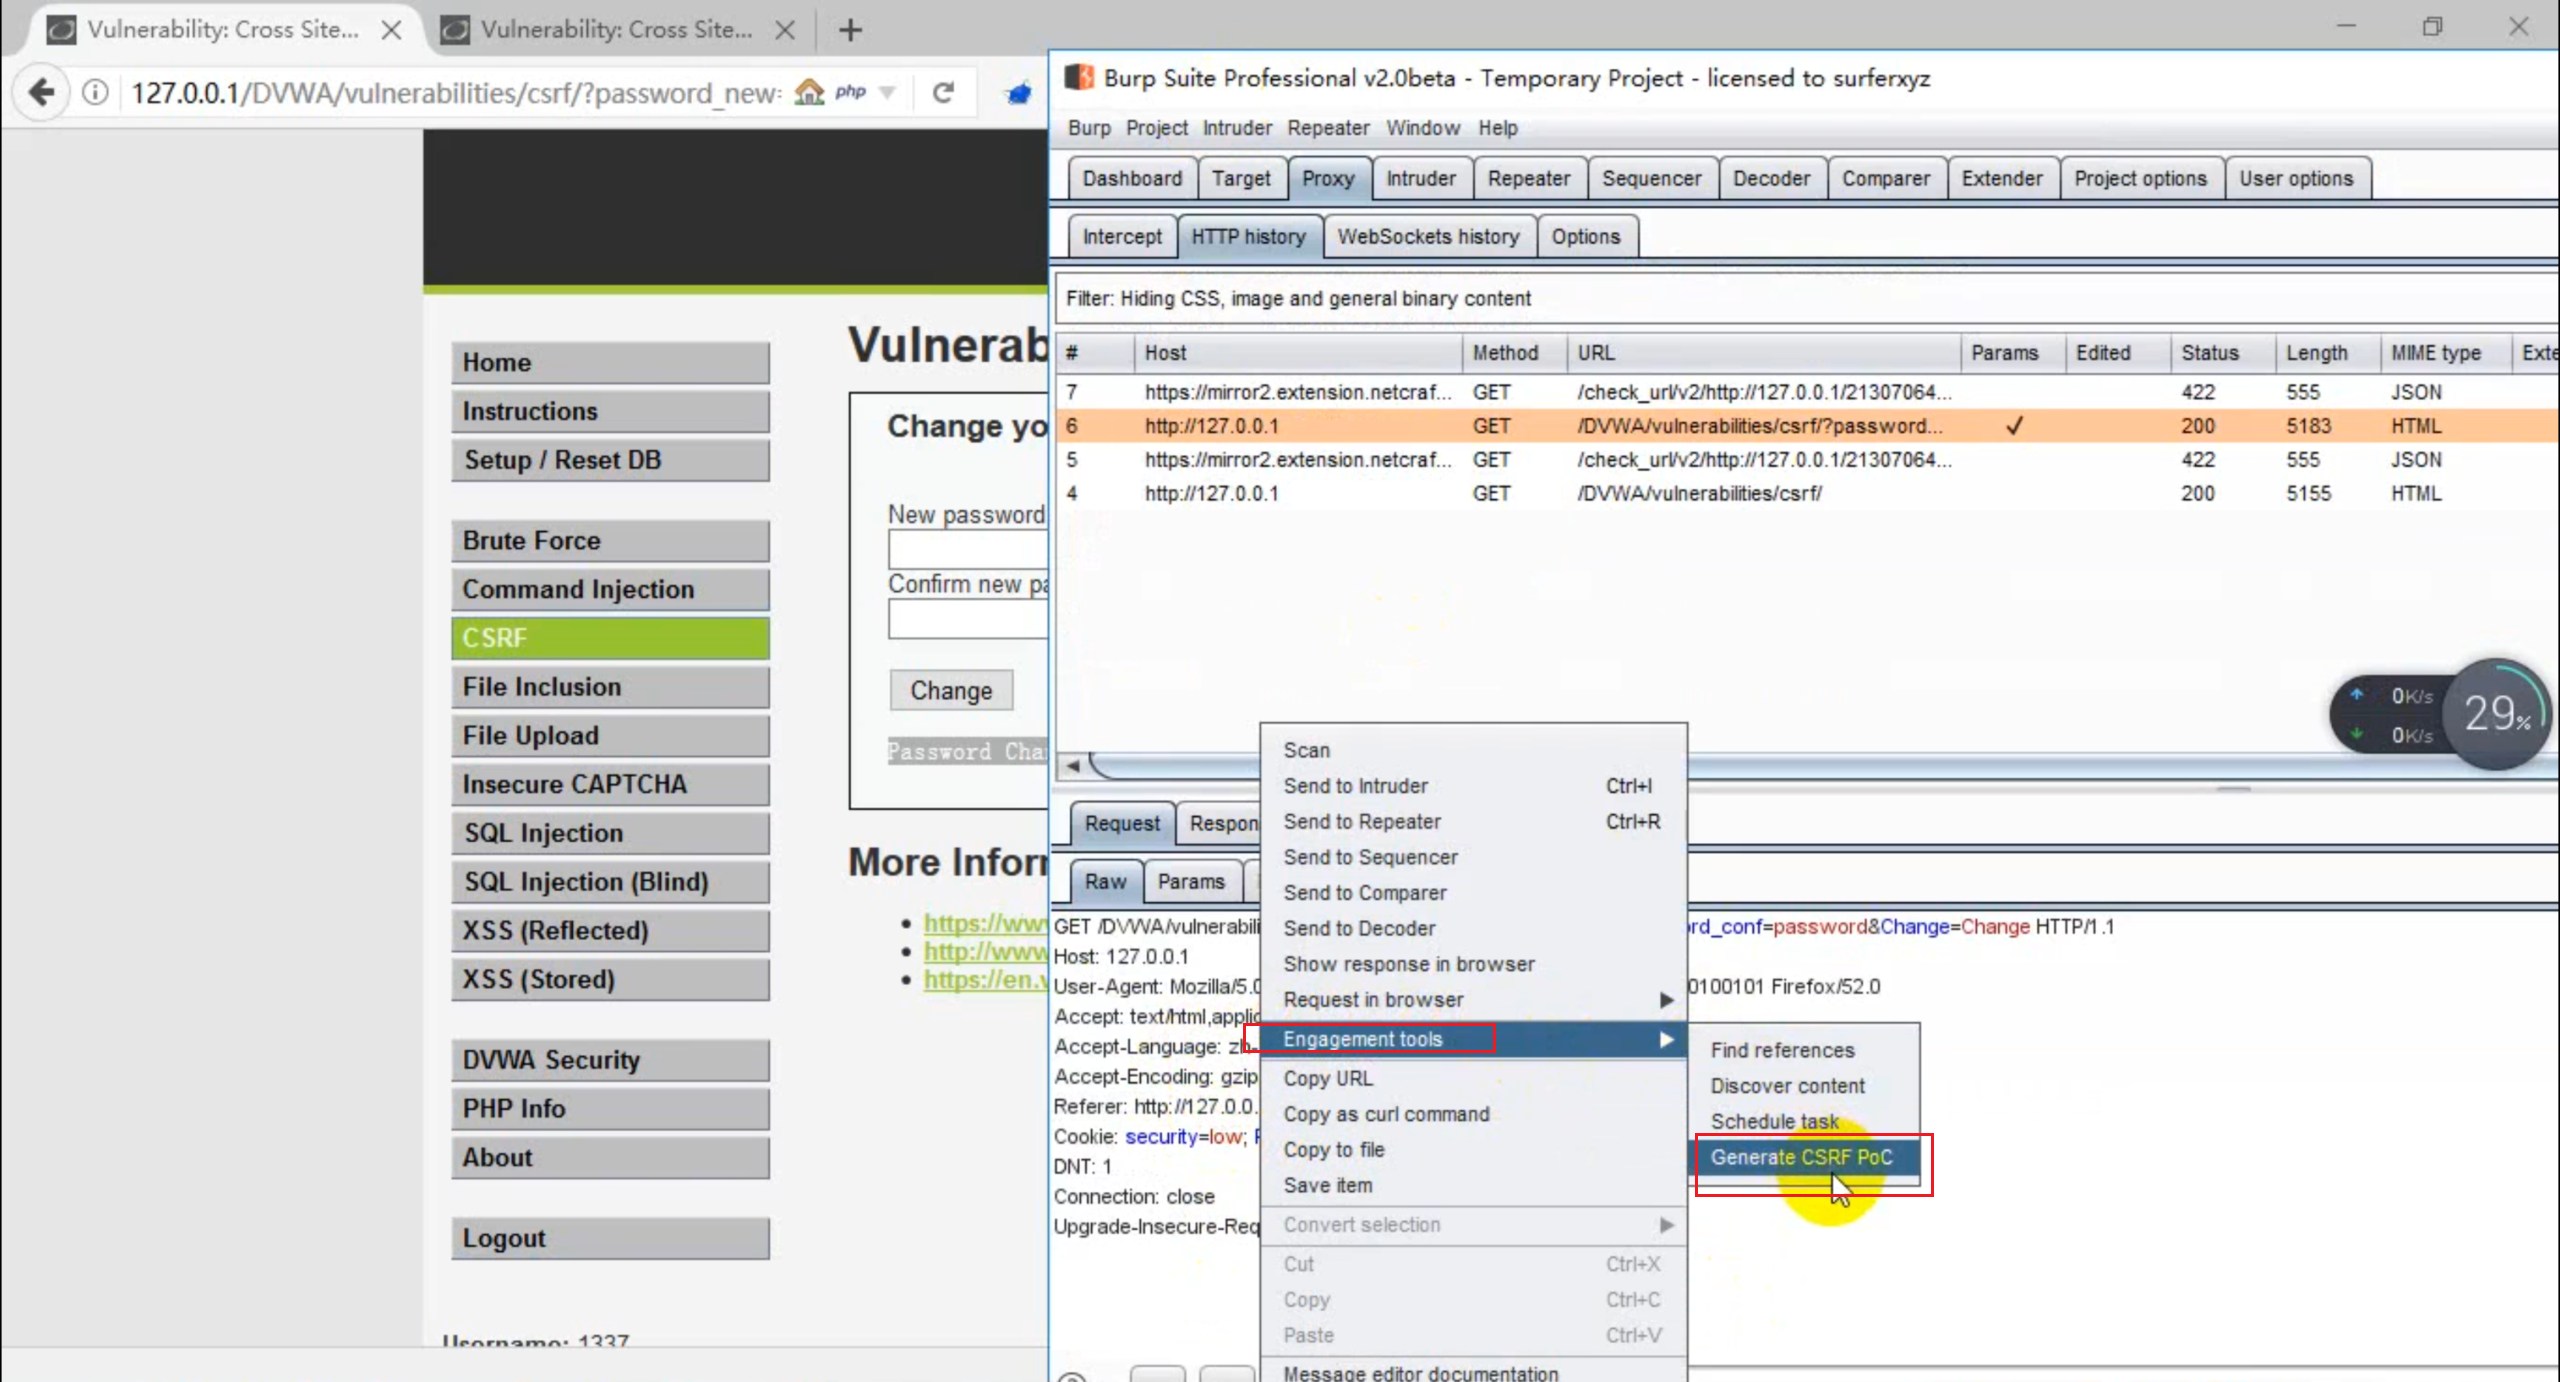 Vulnerability: Cross Site...
Vulnerability: Cross Site...
127.0.0.1/DVWA/vulnerabilities/csrf/?password_new:
php
Home
Instructions
Setup / Reset DB
Brute Force
Command Injection
CSRF
File Inclusion
File Upload
Insecure CAPTCHA
SQL Injection
SQL Injection (Blind)
XSS (Reflected)
XSS (Stored)
DVWA Security
PHP Info
About
Logout
Username: 1337
Vulnerab
Change yo
New password
Confirm new pa
Change
Password Cha
More Infor
https://ww
http://www
https://en.
Burp Suite Professional v2.0beta - Temporary Project - licensed to surferxyz
Burp Project Intruder Repeater Window Help
Dashboard Target Proxy Intruder Repeater Sequencer Decoder Comparer Extender Project options User options
Intercept HTTP history WebSockets history Options
Filter: Hiding CSS, image and general binary content
# Host Method URL Params Edited Status Length MIME type Exte
7 https://mirror2.extension.netcraf... GET /check_url/v2/http://127.0.0.1/21307064... 422 555 JSON
6 http://127.0.0.1 GET /DVWA/vulnerabilities/csrf/?password... ✓ 200 5183 HTML
5 https://mirror2.extension.netcraf... GET /check_url/v2/http://127.0.0.1/21307064... 422 555 JSON
4 http://127.0.0.1 GET /DVWA/vulnerabilities/csrf/ 200 5155 HTML
0K/s
0K/s
29%
Request Respon
Raw Params
GET /DVWA/vulnerabili rd_conf=password&Change=Change HTTP/1.1
Host: 127.0.0.1
User-Agent: Mozilla/5.0 0100101 Firefox/52.0
Accept: text/html,applic
Accept-Language: zh-
Accept-Encoding: gzip
Referer: http://127.0.0.
Cookie: security=low;
DNT: 1
Connection: close
Upgrade-Insecure-Req
Scan
Send to Intruder Ctrl+I
Send to Repeater Ctrl+R
Send to Sequencer
Send to Comparer
Send to Decoder
Show response in browser
Request in browser
Engagement tools
Copy URL
Copy as curl command
Copy to file
Save item
Convert selection
Cut Ctrl+X
Copy Ctrl+C
Paste Ctrl+V
Message editor documentation
Find references
Discover content
Schedule task
Generate CSRF PoC